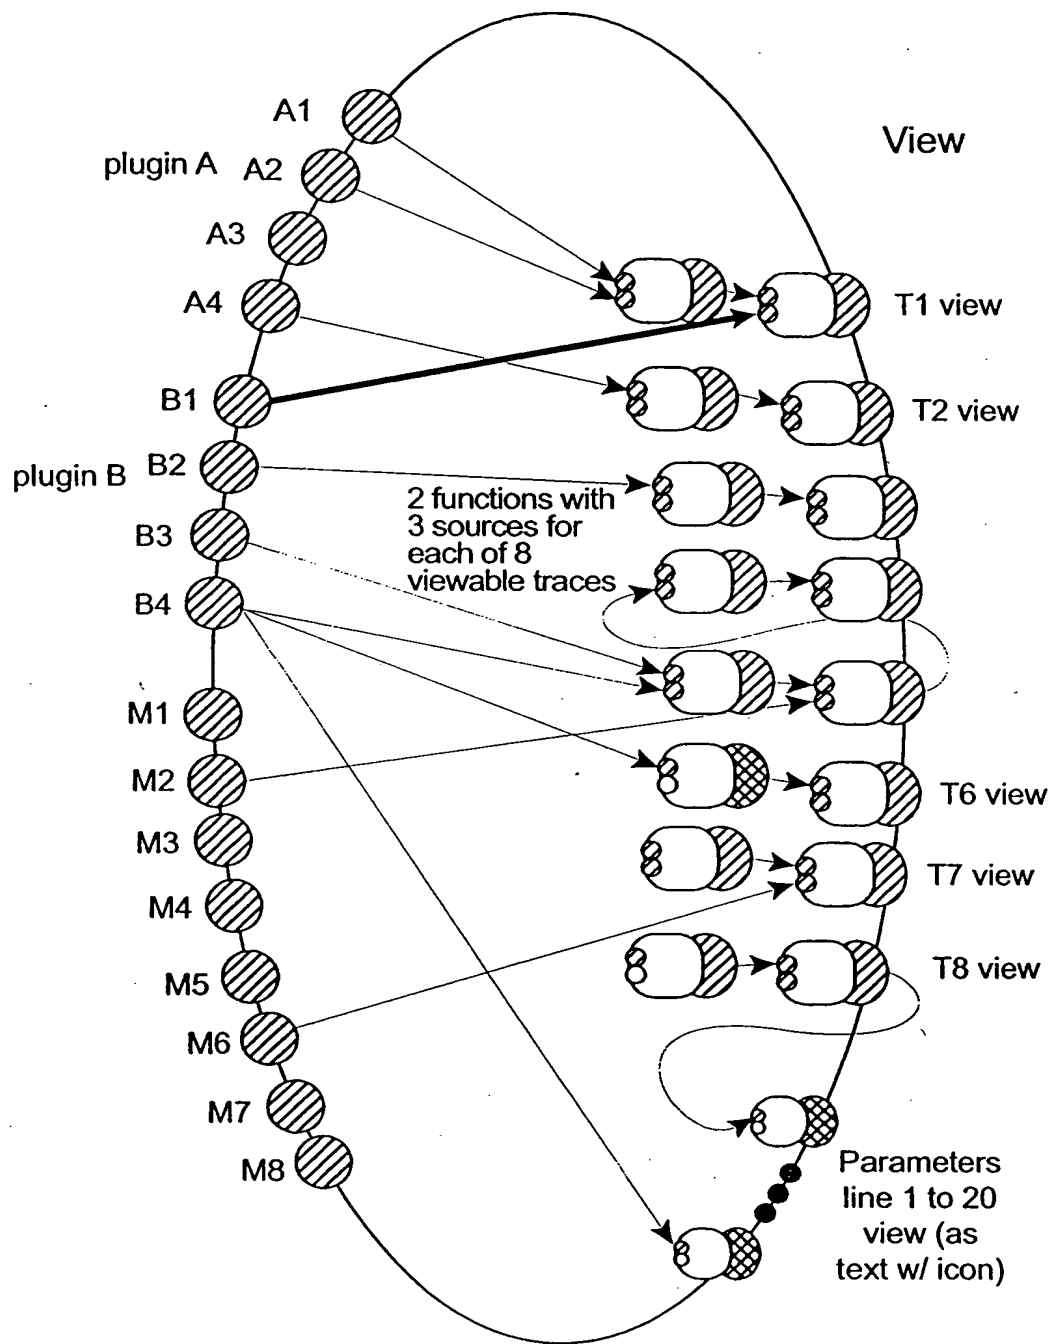 A1
View
plugin A
A2
A3
A4
T1 view
B1
T2 view
plugin B
B2
2 functions with
3 sources for
each of 8
viewable traces
B3
B4
M1
M2
T6 view
M3
T7 view
M4
T8 view
M5
M6
M7
M8
Parameters
line 1 to 20
view (as
text w/ icon)